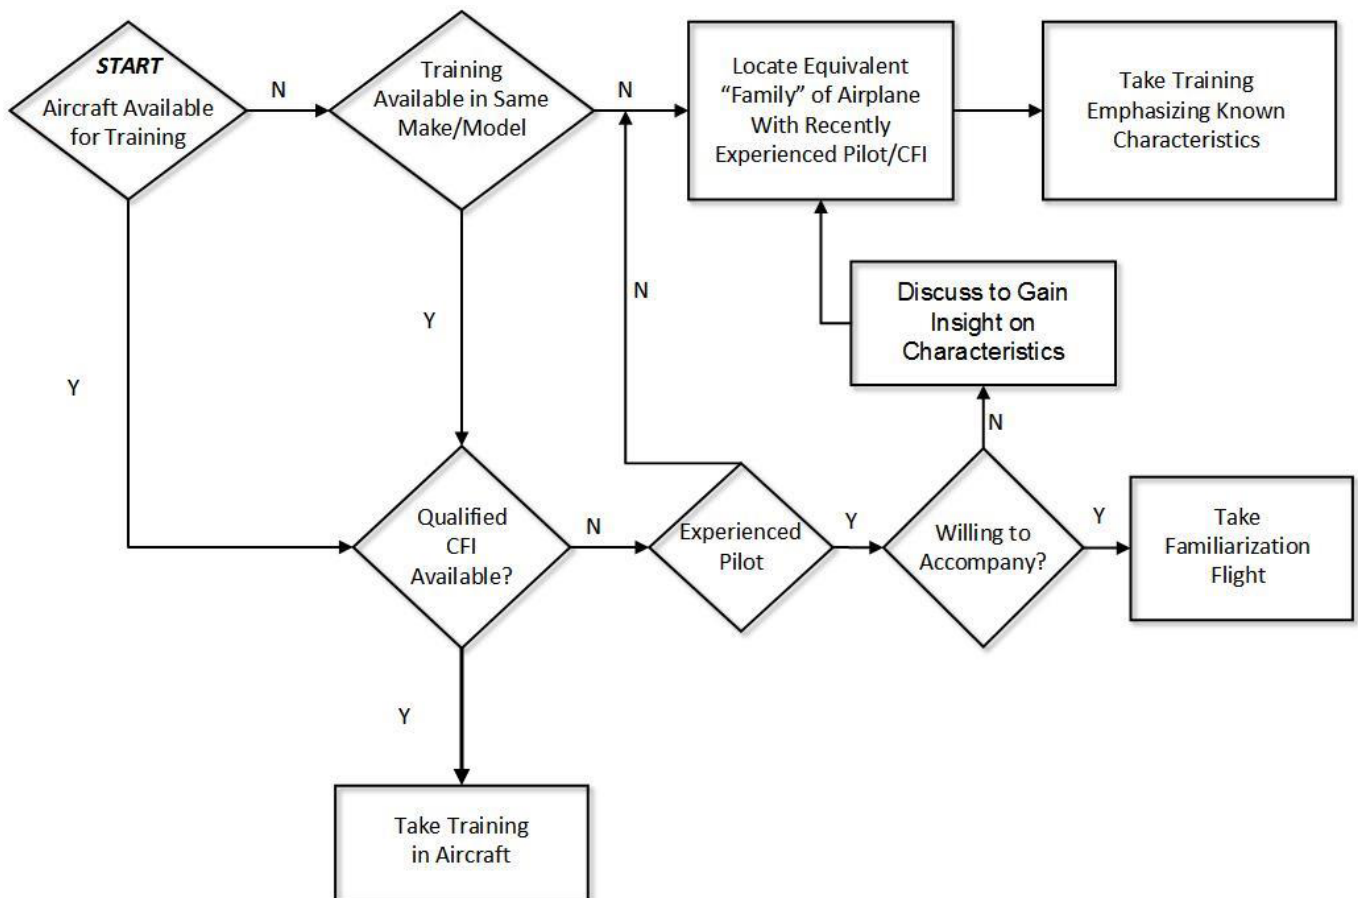 START
Aircraft Available
for Training
N
Training
Available in Same
Make/Model
N
Locate Equivalent
“Family” of Airplane
With Recently
Experienced Pilot/CFI
Take Training
Emphasizing Known
Characteristics
Y
Y
N
Discuss to Gain
Insight on
Characteristics
N
Qualified
CFI
Available?
N
Experienced
Pilot
Y
Willing to
Accompany?
Y
Take
Familiarization
Flight
Y
Take Training
in Aircraft